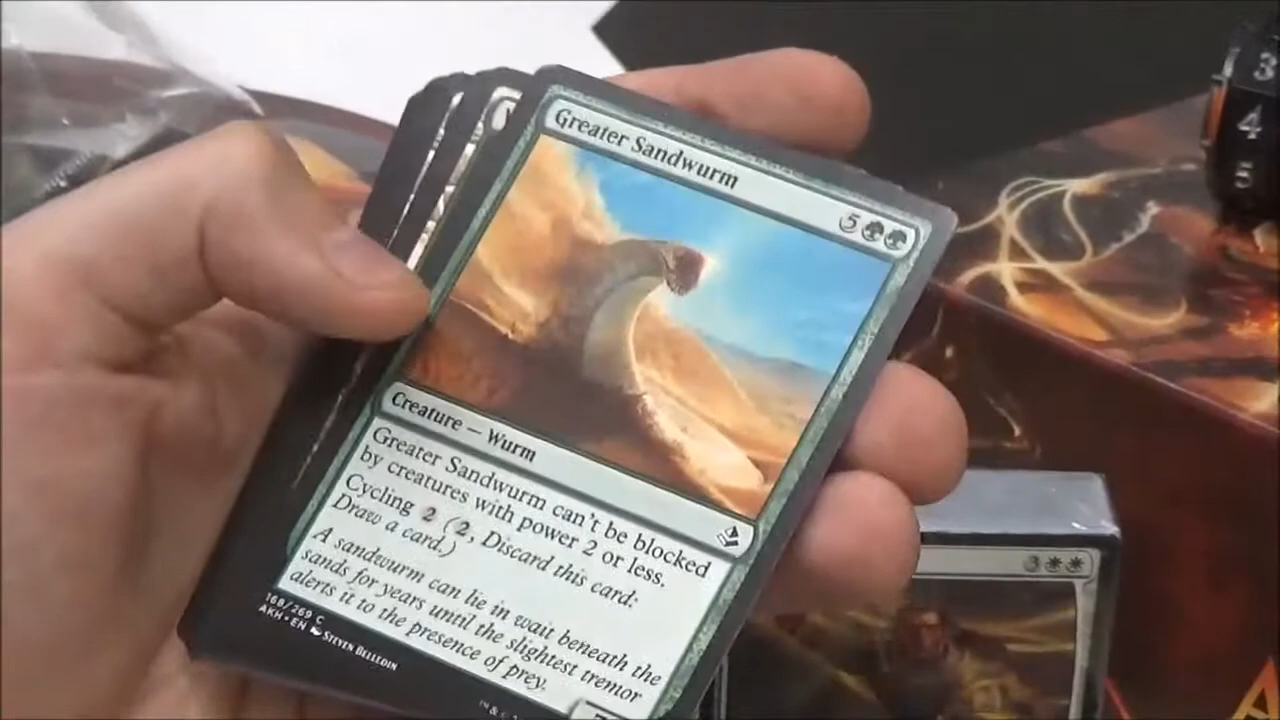 Greater Sandwurm
5
Creature — Wurm
Greater Sandwurm can't be blocked
by creatures with power 2 or less.
Cycling 2 (2, Discard this card:
Draw a card.)
A sandwurm can lie in wait beneath the
sands for years until the slightest tremor
alerts it to the presence of prey.
168/269 C
AKH • EN Steven Belledin
3
3
4
5